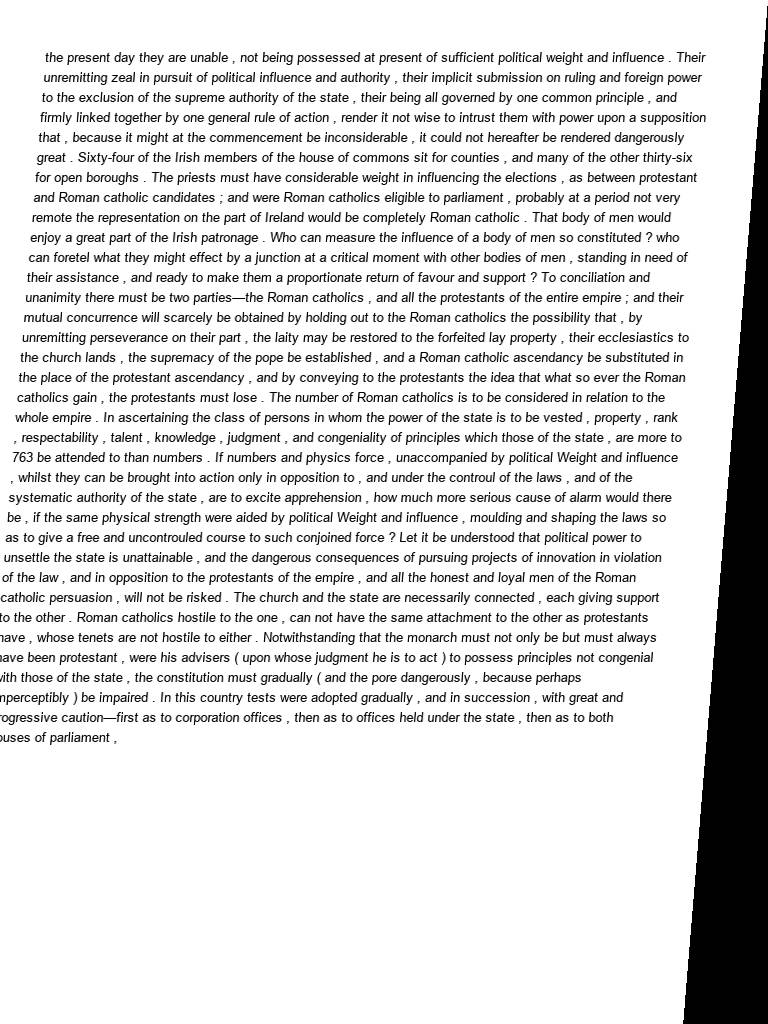 the present day they are unable , not being possessed at present of sufficient political weight and influence . Their
unremitting zeal in pursuit of political influence and authority , their implicit submission on ruling and foreign power
to the exclusion of the supreme authority of the state , their being all governed by one common principle , and
firmly linked together by one general rule of action , render it not wise to intrust them with power upon a supposition
that , because it might at the commencement be inconsiderable , it could not hereafter be rendered dangerously
great . Sixty-four of the Irish members of the house of commons sit for counties , and many of the other thirty-six
for open boroughs . The priests must have considerable weight in influencing the elections , as between protestant
and Roman catholic candidates ; and were Roman catholics eligible to parliament , probably at a period not very
remote the representation on the part of Ireland would be completely Roman catholic . That body of men would
enjoy a great part of the Irish patronage . Who can measure the influence of a body of men so constituted ? who
can foretel what they might effect by a junction at a critical moment with other bodies of men , standing in need of
their assistance , and ready to make them a proportionate return of favour and support ? To conciliation and
unanimity there must be two parties—the Roman catholics , and all the protestants of the entire empire ; and their
mutual concurrence will scarcely be obtained by holding out to the Roman catholics the possibility that , by
unremitting perseverance on their part , the laity may be restored to the forfeited lay property , their ecclesiastics to
the church lands , the supremacy of the pope be established , and a Roman catholic ascendancy be substituted in
the place of the protestant ascendancy , and by conveying to the protestants the idea that what so ever the Roman
catholics gain , the protestants must lose . The number of Roman catholics is to be considered in relation to the
whole empire . In ascertaining the class of persons in whom the power of the state is to be vested , property , rank
, respectability , talent , knowledge , judgment , and congeniality of principles which those of the state , are more to
763 be attended to than numbers . If numbers and physics force , unaccompanied by political Weight and influence
, whilst they can be brought into action only in opposition to , and under the controul of the laws , and of the
systematic authority of the state , are to excite apprehension , how much more serious cause of alarm would there
be , if the same physical strength were aided by political Weight and influence , moulding and shaping the laws so
as to give a free and uncontrouled course to such conjoined force ? Let it be understood that political power to
unsettle the state is unattainable , and the dangerous consequences of pursuing projects of innovation in violation
of the law , and in opposition to the protestants of the empire , and all the honest and loyal men of the Roman
catholic persuasion , will not be risked . The church and the state are necessarily connected , each giving support
to the other . Roman catholics hostile to the one , can not have the same attachment to the other as protestants
have , whose tenets are not hostile to either . Notwithstanding that the monarch must not only be but must always
have been protestant , were his advisers ( upon whose judgment he is to act ) to possess principles not congenial
with those of the state , the constitution must gradually ( and the pore dangerously , because perhaps
mperceptibly ) be impaired . In this country tests were adopted gradually , and in succession , with great and
rogressive caution—first as to corporation offices , then as to offices held under the state , then as to both
ouses of parliament ,